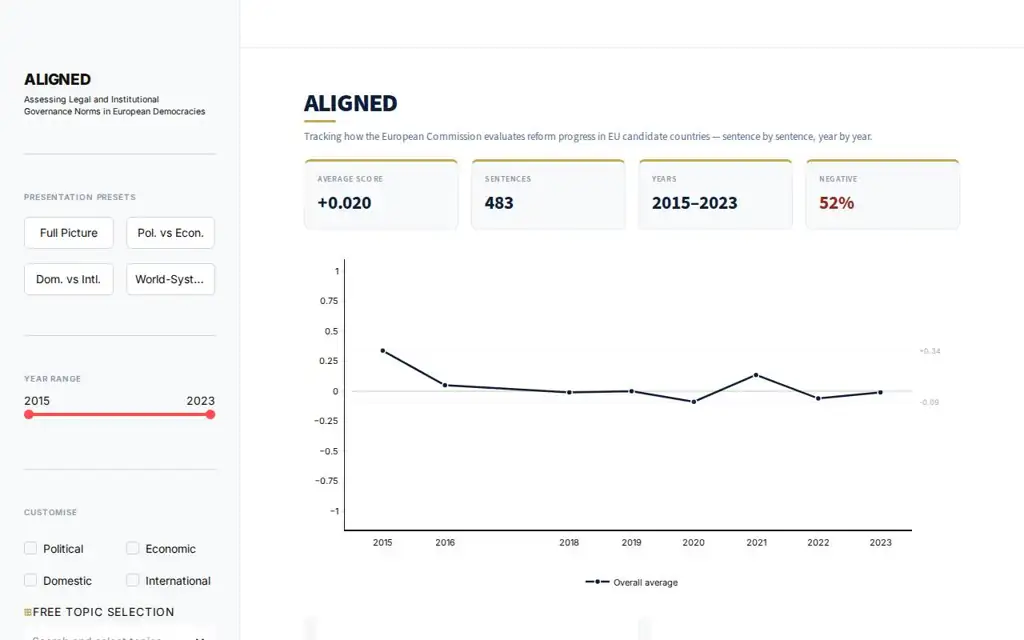 ALIGNED
Assessing Legal and Institutional
Governance Norms in European Democracies
PRESENTATION PRESETS
Full Picture
Pol. vs Econ.
Dom. vs Intl.
World-Syst...
YEAR RANGE
2015
2023
CUSTOMISE
Political
Economic
Domestic
International
FREE TOPIC SELECTION
Search and select topics
ALIGNED
Tracking how the European Commission evaluates reform progress in EU candidate countries — sentence by sentence, year by year.
AVERAGE SCORE
+0.020
SENTENCES
483
YEARS
2015–2023
NEGATIVE
52%
1
0.75
0.5
0.25
0
−0.25
−0.5
−0.75
−1
+0.34
-0.09
2015
2016
2018
2019
2020
2021
2022
2023
Overall average